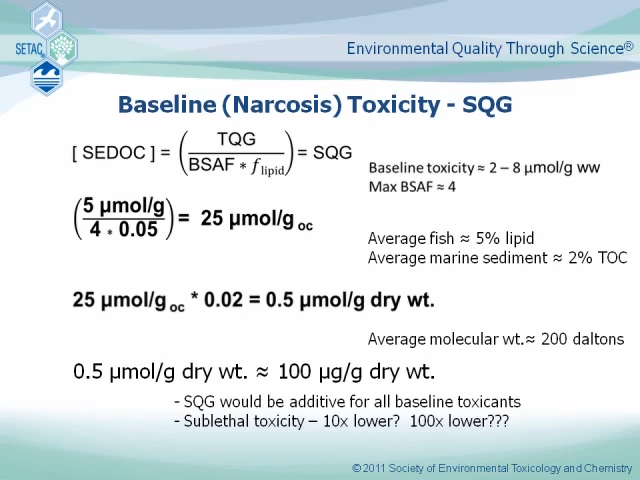 SETAC
Environmental Quality Through Science®
Baseline (Narcosis) Toxicity - SQG
[ SEDOC ] = (TQG / BSAF * f lipid) = SQG
Baseline toxicity ≈ 2 – 8 µmol/g ww
Max BSAF ≈ 4
(5 µmol/g / 4 * 0.05) = 25 µmol/g oc
Average fish ≈ 5% lipid
Average marine sediment ≈ 2% TOC
25 µmol/g oc * 0.02 = 0.5 µmol/g dry wt.
Average molecular wt.≈ 200 daltons
0.5 µmol/g dry wt. ≈ 100 µg/g dry wt.
- SQG would be additive for all baseline toxicants
- Sublethal toxicity – 10x lower? 100x lower???
© 2011 Society of Environmental Toxicology and Chemistry